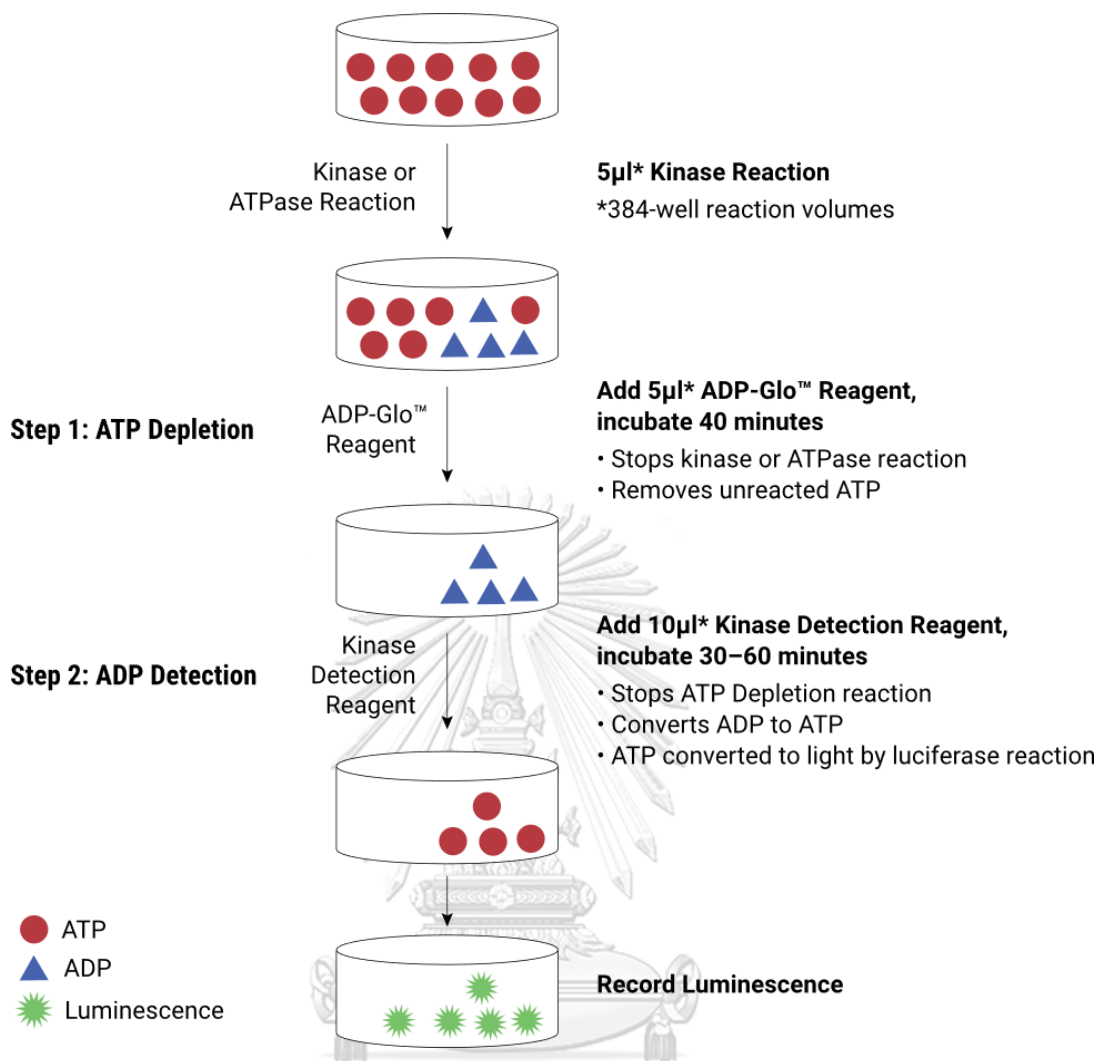 Kinase or
ATPase Reaction
5µl* Kinase Reaction
*384-well reaction volumes
Step 1: ATP Depletion
ADP-Glo™
Reagent
Add 5µl* ADP-Glo™ Reagent,
incubate 40 minutes
• Stops kinase or ATPase reaction
• Removes unreacted ATP
Step 2: ADP Detection
Kinase
Detection
Reagent
Add 10µl* Kinase Detection Reagent,
incubate 30–60 minutes
• Stops ATP Depletion reaction
• Converts ADP to ATP
• ATP converted to light by luciferase reaction
ATP
ADP
Luminescence
Record Luminescence